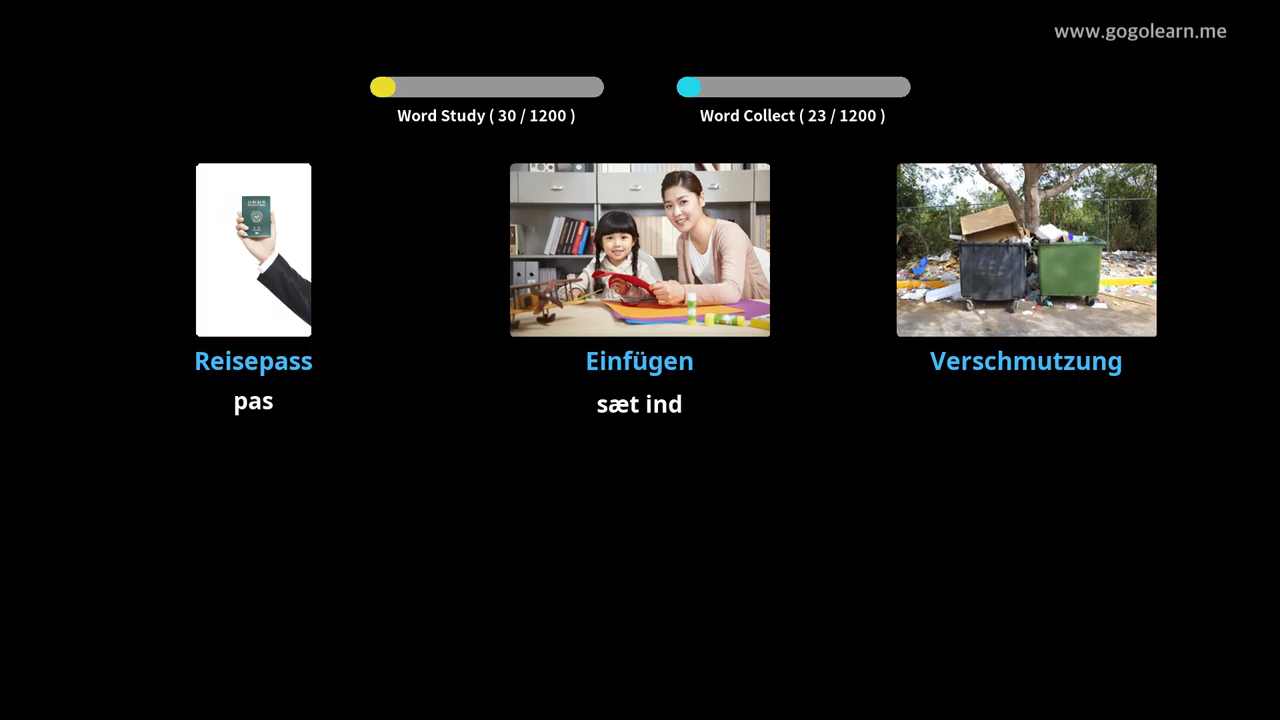 www.gogolearn.me
Word Study ( 30 / 1200 )
Word Collect ( 23 / 1200 )
Reisepass
pas
Einfügen
sæt ind
Verschmutzung